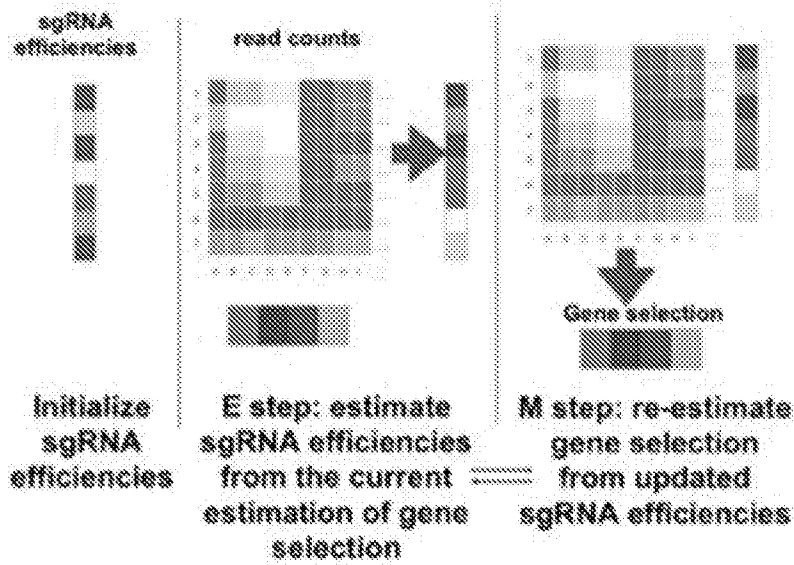 sgRNA
efficiencies
read counts
Gene selection
Initialize
sgRNA
efficiencies
E step: estimate
sgRNA efficiencies
from the current
estimation of gene
selection
M step: re-estimate
gene selection
from updated
sgRNA efficiencies